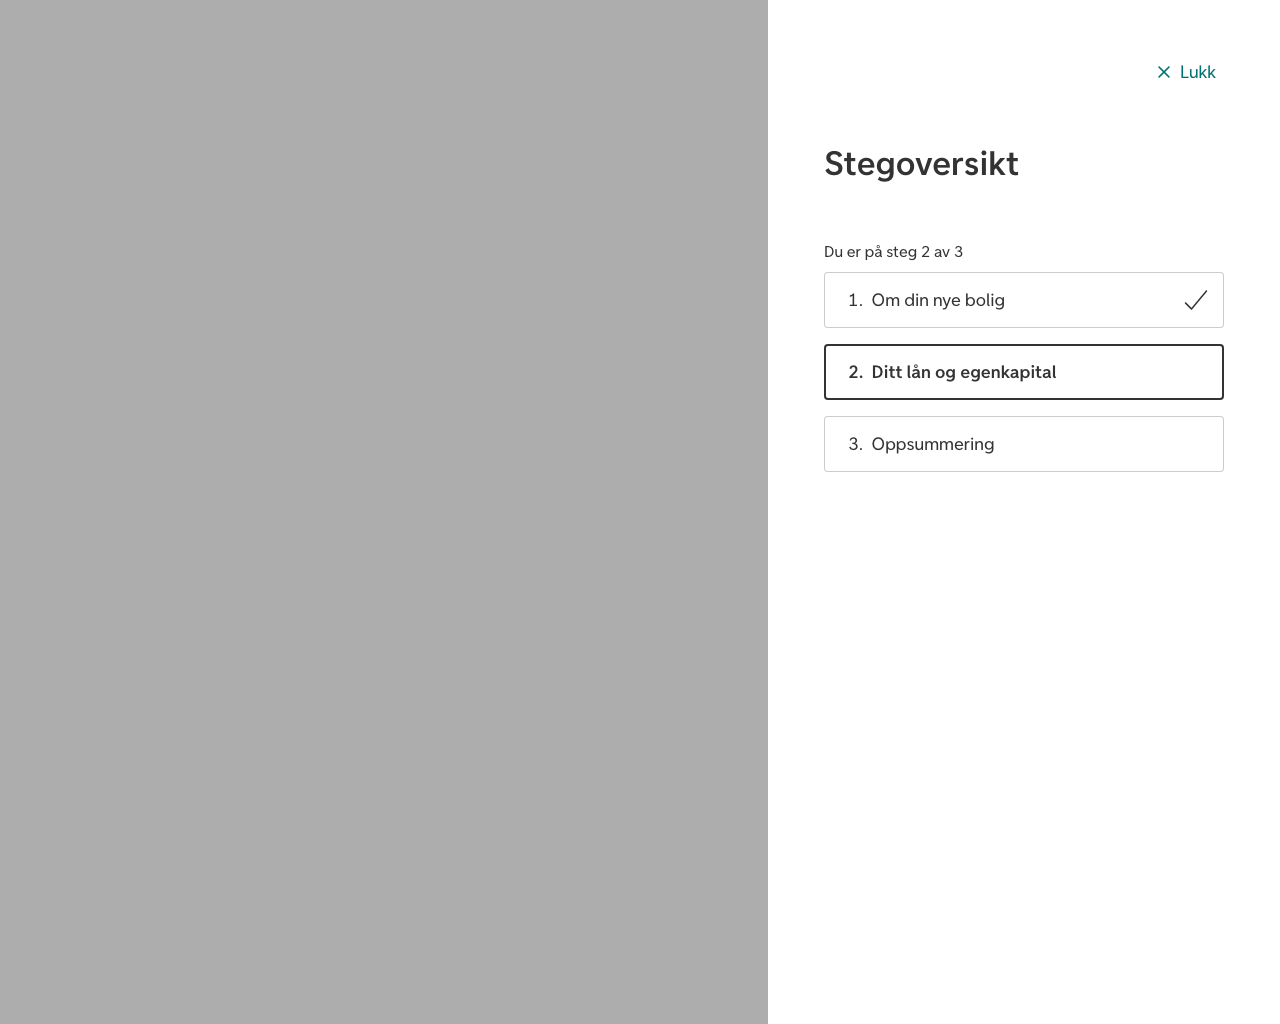 Lukk
Stegoversikt
Du er på steg 2 av 3
1. Om din nye bolig
2. Ditt lån og egenkapital
3. Oppsummering